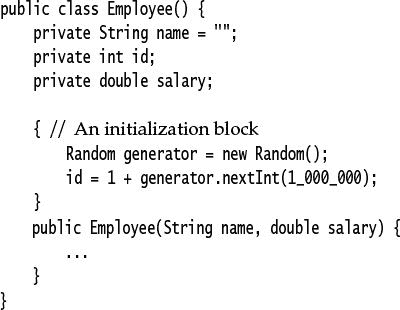 public class Employee() {
    private String name = "";
    private int id;
    private double salary;

    { // An initialization block
        Random generator = new Random();
        id = 1 + generator.nextInt(1_000_000);
    }
    public Employee(String name, double salary) {
        ...
    }
}